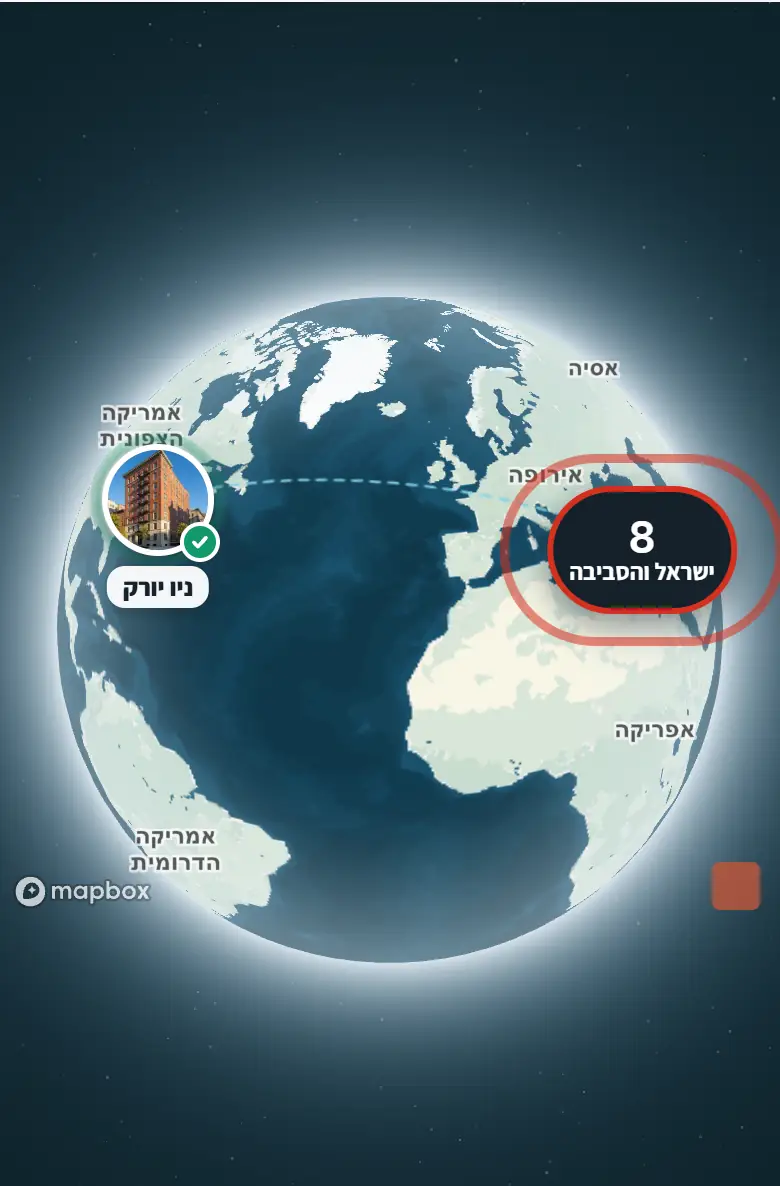 אסיה
אמריקה
הצפונית
אירופה
8
ישראל והסביבה
ניו יורק
אפריקה
אמריקה
הדרומית
mapbox